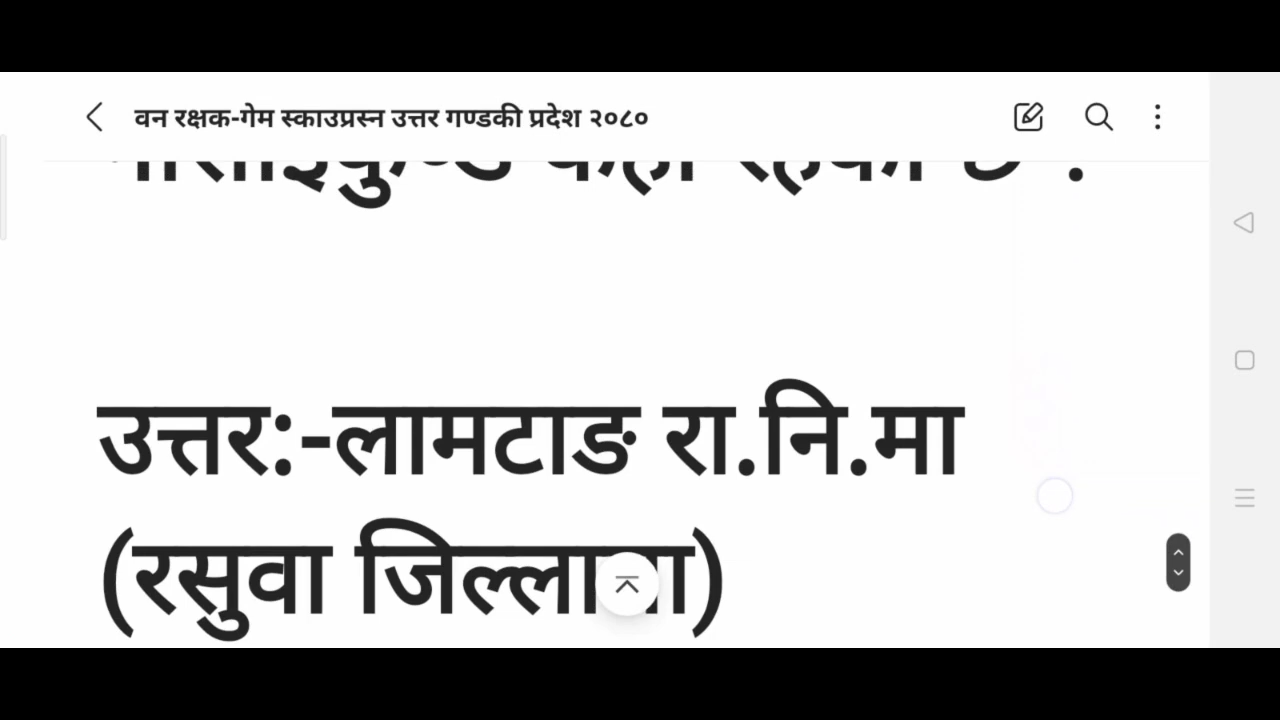 वन रक्षक-गेम स्काउप्रस्न उत्तर गण्डकी प्रदेश २०८०
उत्तर:-लामटाङ रा.नि.मा
(रसुवा जिल्लामा)